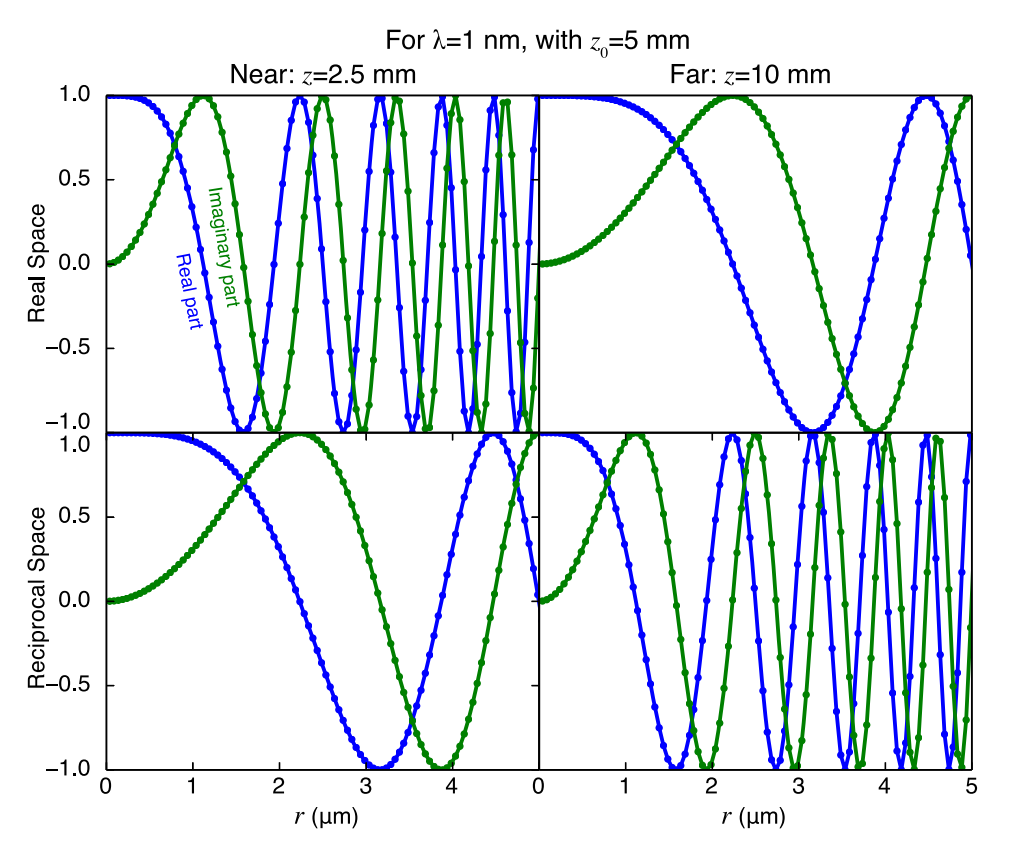 For λ=1 nm, with z₀=5 mm
Near: z=2.5 mm
Far: z=10 mm
Real Space
1.0
0.5
0.0
−0.5
−1.0
Imaginary part
Real part
Reciprocal Space
1.0
0.5
0.0
−0.5
−1.0
0 1 2 3 4 0 1 2 3 4 5
r (μm)
r (μm)